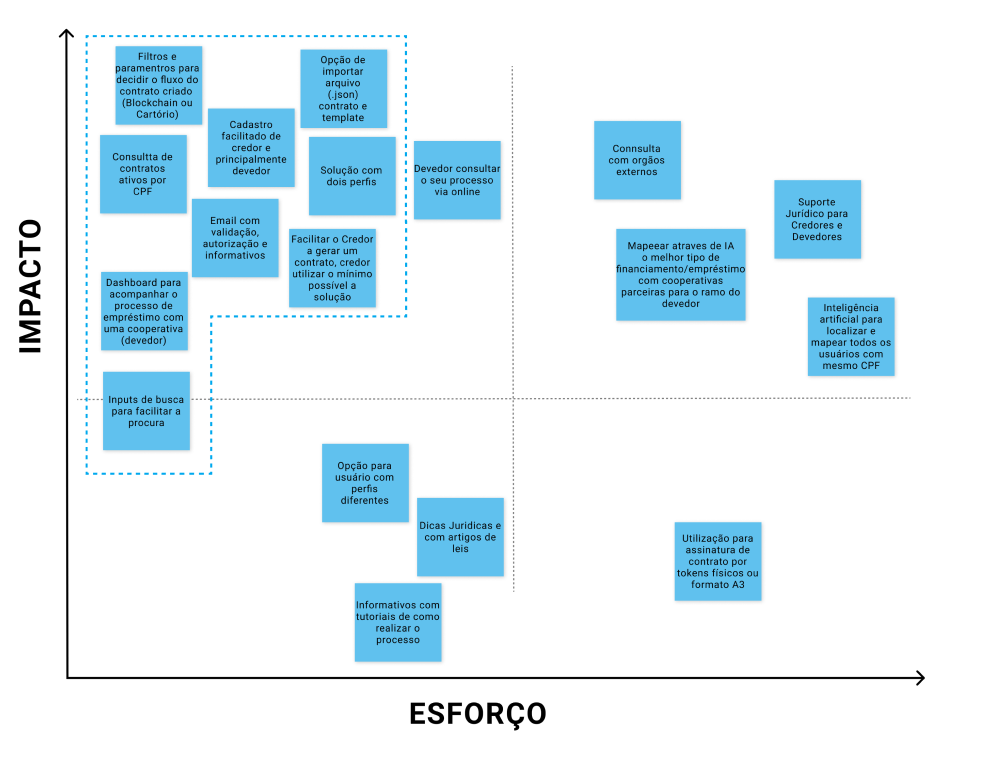 Filtros e
paramentros para
decidir o fluxo do
contrato criado
(Blockchain ou
Cartório)
Opção de
importar
arquivo
(.json)
contrato e
template
Cadastro
facilitado de
credor e
principalmente
devedor
Consultta de
contratos
ativos por
CPF
Solução com
dois perfis
Devedor consultar
o seu processo
via online
Connsulta
com orgãos
externos
Suporte
Jurídico para
Credores e
Devedores
Email com
validação,
autorização e
informativos
Facilitar o Credor
a gerar um
contrato, credor
utilizar o mínimo
possível a
solução
Mapeear atraves de IA
o melhor tipo de
financiamento/empréstimo
com cooperativas
parceiras para o ramo do
devedor
Dashboard para
acompanhar o
processo de
empréstimo com
uma cooperativa
(devedor)
Inteligência
artificial para
localizar e
mapear todos os
usuários com
mesmo CPF
IMPACTO
Inputs de busca
para facilitar a
procura
Opção para
usuário com
perfis
diferentes
Dicas Juridicas e
com artigos de
leis
Utilização para
assinatura de
contrato por
tokens físicos ou
formato A3
Informativos com
tutoriais de como
realizar o
processo
ESFORÇO